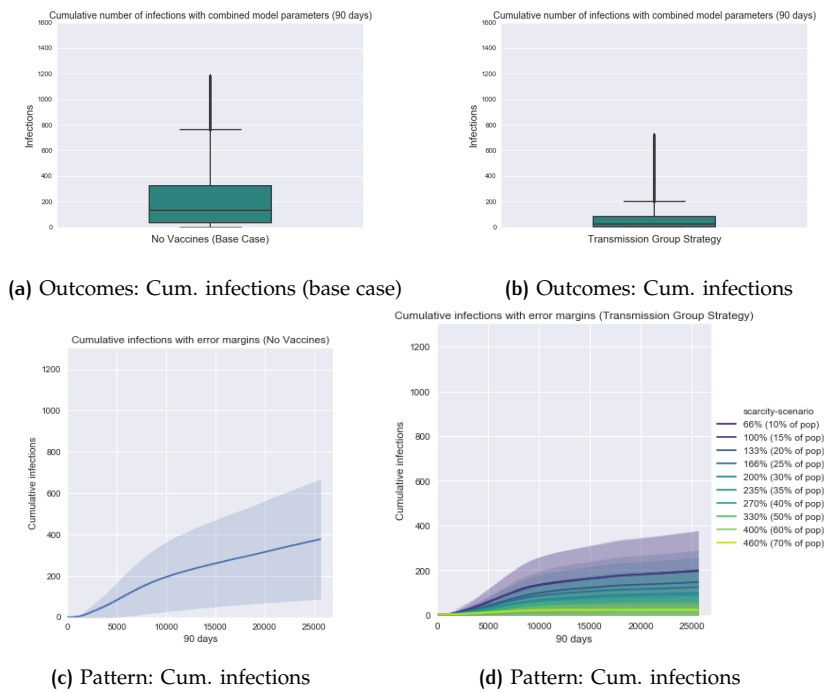 Cumulative number of infections with combined model parameters (90 days)
1600
1400
1200
1000
800
600
400
200
0
Infections
No Vaccines (Base Case)
(a) Outcomes: Cum. infections (base case)
Cumulative number of infections with combined model parameters (90 days)
1600
1400
1200
1000
800
600
400
200
0
Infections
Transmission Group Strategy
(b) Outcomes: Cum. infections
Cumulative infections with error margins (No Vaccines)
1200
1000
800
600
400
200
0
Cumulative infections
0 5000 10000 15000 20000 25000
90 days
(c) Pattern: Cum. infections
Cumulative infections with error margins (Transmission Group Strategy)
1200
1000
800
600
400
200
0
Cumulative infections
0 5000 10000 15000 20000 25000
90 days
scarcity-scenario
66% (10% of pop)
100% (15% of pop)
133% (20% of pop)
166% (25% of pop)
200% (30% of pop)
235% (35% of pop)
270% (40% of pop)
330% (50% of pop)
400% (60% of pop)
460% (70% of pop)
(d) Pattern: Cum. infections